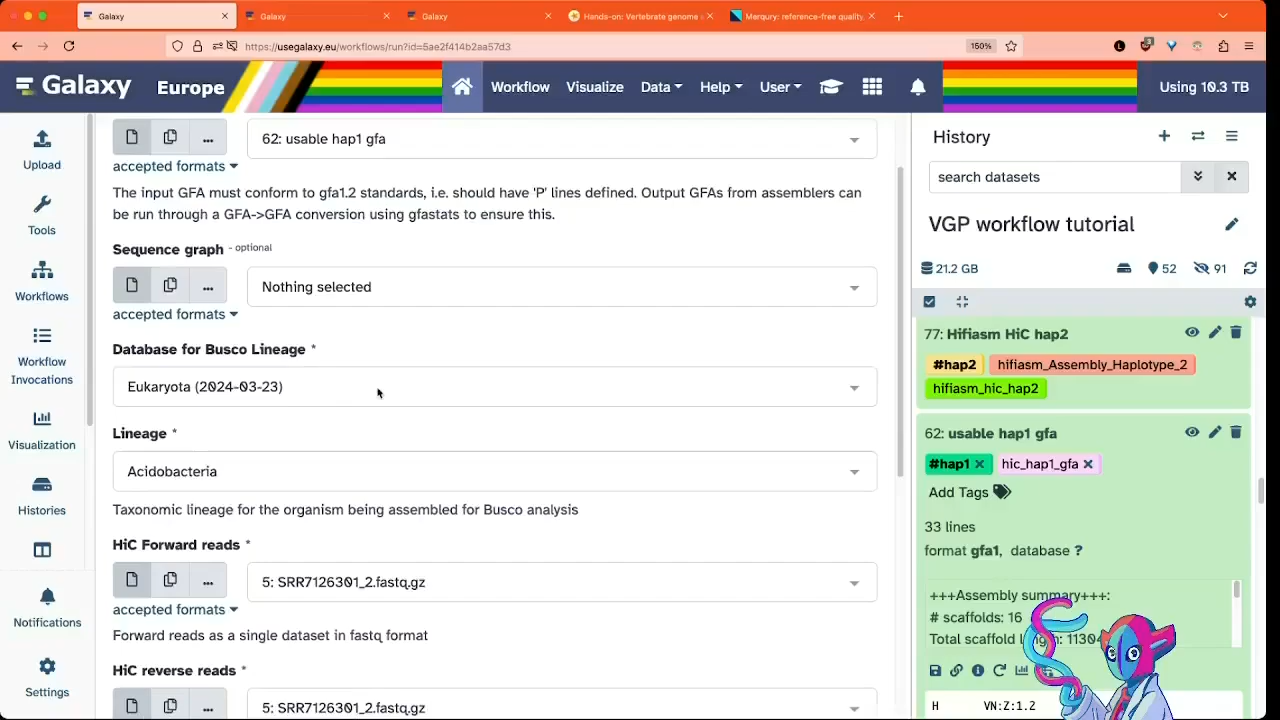 Galaxy
Galaxy
Galaxy
Hands-on: Vertebrate genome
Merqury: reference-free quality.
https://usegalaxy.eu/workflows/run?id=5ae2f414b2aa57d3
150%
Galaxy Europe
Workflow Visualize Data Help User
Using 10.3 TB
Upload
Tools
Workflows
Workflow
Invocations
Visualization
Histories
Notifications
Settings
... 62: usable hap1 gfa
accepted formats
The input GFA must conform to gfa1.2 standards, i.e. should have 'P' lines defined. Output GFAs from assemblers can
be run through a GFA->GFA conversion using gfastats to ensure this.
Sequence graph - optional
... Nothing selected
accepted formats
Database for Busco Lineage *
Eukaryota (2024-03-23)
Lineage *
Acidobacteria
Taxonomic lineage for the organism being assembled for Busco analysis
HiC Forward reads *
... 5: SRR7126301_2.fastq.gz
accepted formats
Forward reads as a single dataset in fastq format
HiC reverse reads *
... 5: SRR7126301_2.fastq.gz
History
search datasets
VGP workflow tutorial
21.2 GB 52 91
77: Hifiasm HiC hap2
#hap2 hifiasm_Assembly_Haplotype_2
hifiasm_hic_hap2
62: usable hap1 gfa
#hap1 hic_hap1_gfa
Add Tags
33 lines
format gfa1, database ?
+++Assembly summary+++:
# scaffolds: 16
Total scaffold
H VN:Z:1.2